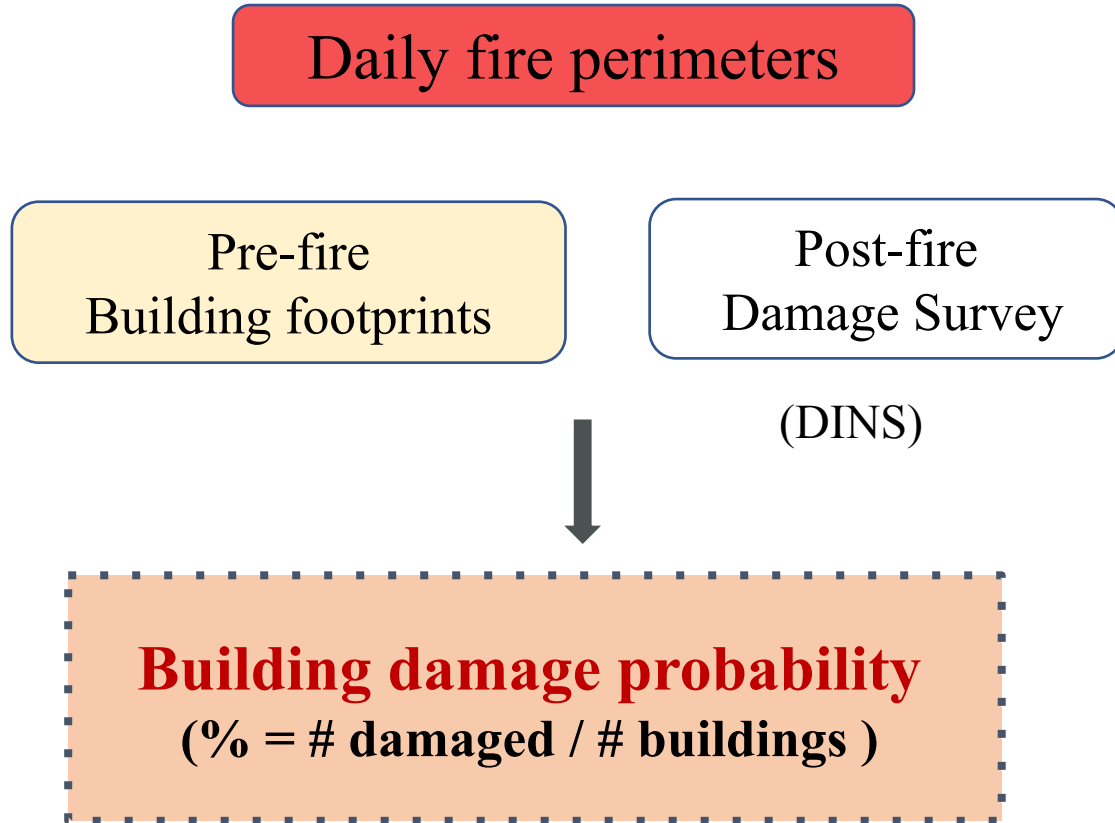 Daily fire perimeters
Pre-fire
Building footprints
Post-fire
Damage Survey
(DINS)
Building damage probability
(% = # damaged / # buildings )